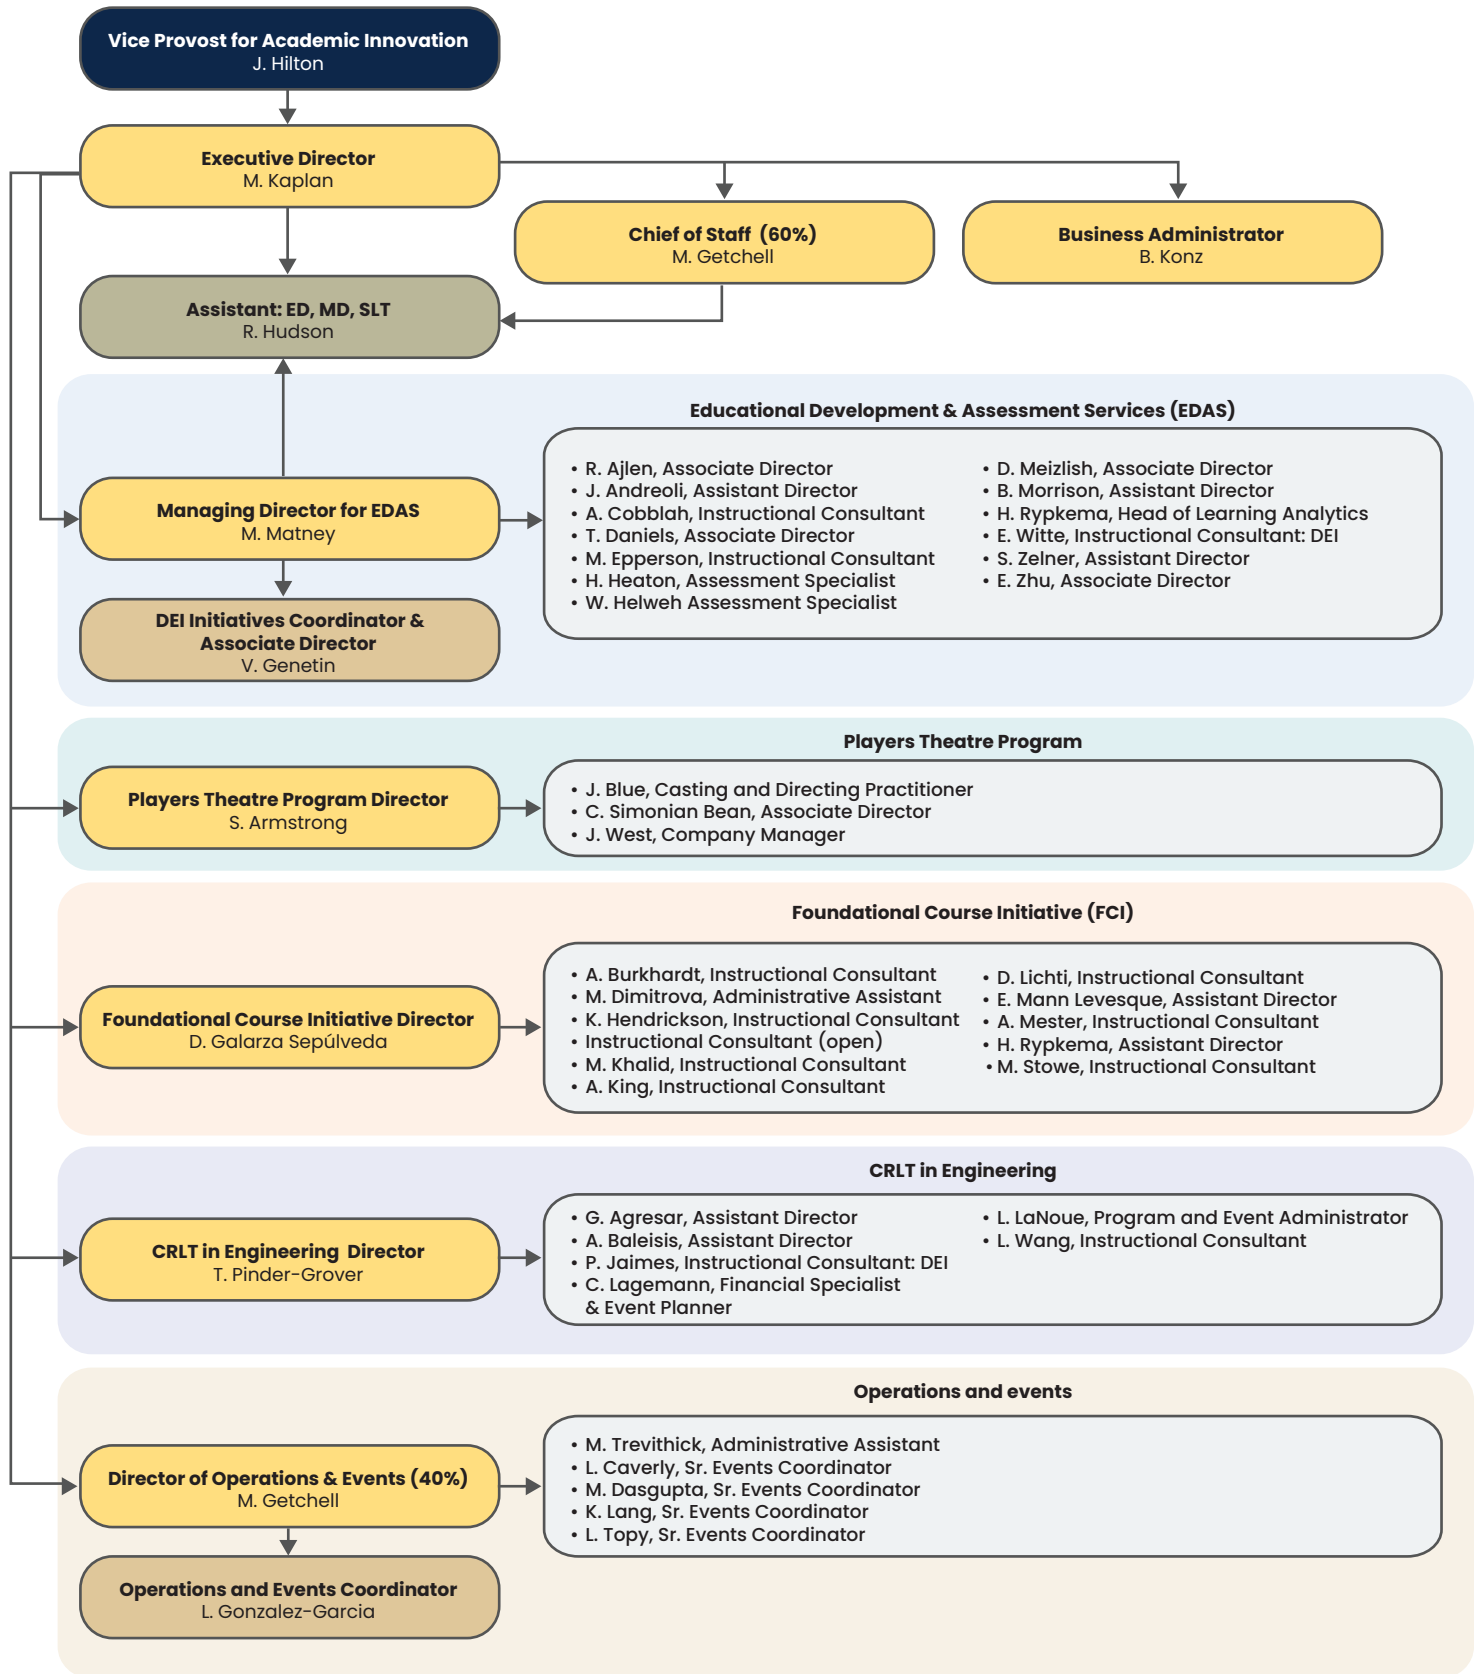 Vice Provost for Academic Innovation
J. Hilton
Executive Director
M. Kaplan
Chief of Staff (60%)
M. Getchell
Business Administrator
B. Konz
Assistant: ED, MD, SLT
R. Hudson
Educational Development & Assessment Services (EDAS)
Managing Director for EDAS
M. Matney
DEI Initiatives Coordinator &
Associate Director
V. Genetin
• R. Ajlen, Associate Director
• J. Andreoli, Assistant Director
• A. Cobblah, Instructional Consultant
• T. Daniels, Associate Director
• M. Epperson, Instructional Consultant
• H. Heaton, Assessment Specialist
• W. Helweh Assessment Specialist
• D. Meizlish, Associate Director
• B. Morrison, Assistant Director
• H. Rypkema, Head of Learning Analytics
• E. Witte, Instructional Consultant: DEI
• S. Zelner, Assistant Director
• E. Zhu, Associate Director
Players Theatre Program
Players Theatre Program Director
S. Armstrong
• J. Blue, Casting and Directing Practitioner
• C. Simonian Bean, Associate Director
• J. West, Company Manager
Foundational Course Initiative (FCI)
Foundational Course Initiative Director
D. Galarza Sepúlveda
• A. Burkhardt, Instructional Consultant
• M. Dimitrova, Administrative Assistant
• K. Hendrickson, Instructional Consultant
• Instructional Consultant (open)
• M. Khalid, Instructional Consultant
• A. King, Instructional Consultant
• D. Lichti, Instructional Consultant
• E. Mann Levesque, Assistant Director
• A. Mester, Instructional Consultant
• H. Rypkema, Assistant Director
• M. Stowe, Instructional Consultant
CRLT in Engineering
CRLT in Engineering Director
T. Pinder-Grover
• G. Agresar, Assistant Director
• A. Baleisis, Assistant Director
• P. Jaimes, Instructional Consultant: DEI
• C. Lagemann, Financial Specialist
& Event Planner
• L. LaNoue, Program and Event Administrator
• L. Wang, Instructional Consultant
Operations and events
Director of Operations & Events (40%)
M. Getchell
Operations and Events Coordinator
L. Gonzalez-Garcia
• M. Trevithick, Administrative Assistant
• L. Caverly, Sr. Events Coordinator
• M. Dasgupta, Sr. Events Coordinator
• K. Lang, Sr. Events Coordinator
• L. Topy, Sr. Events Coordinator